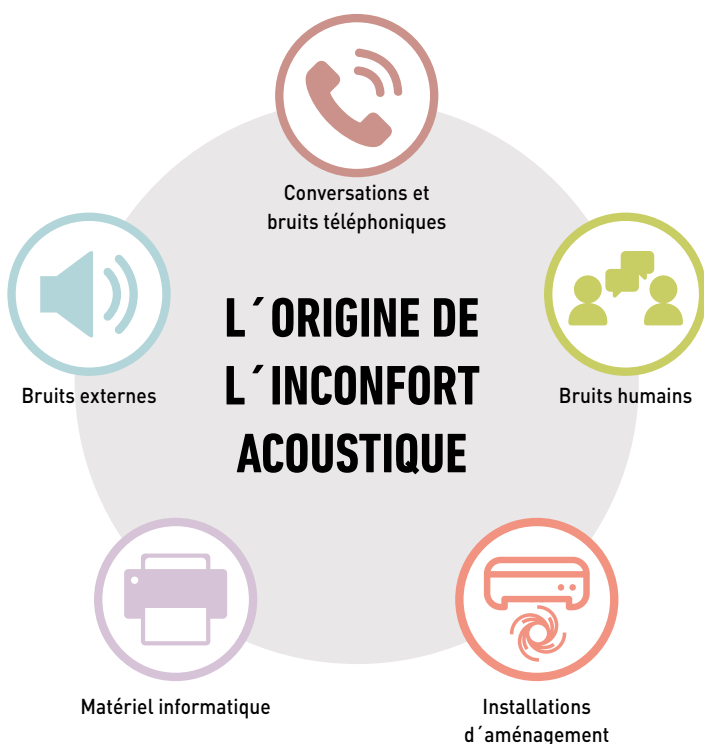 Conversations et
bruits téléphoniques
L´ORIGINE DE
L´INCONFORT
ACOUSTIQUE
Bruits externes
Bruits humains
Matériel informatique
Installations
d´aménagement